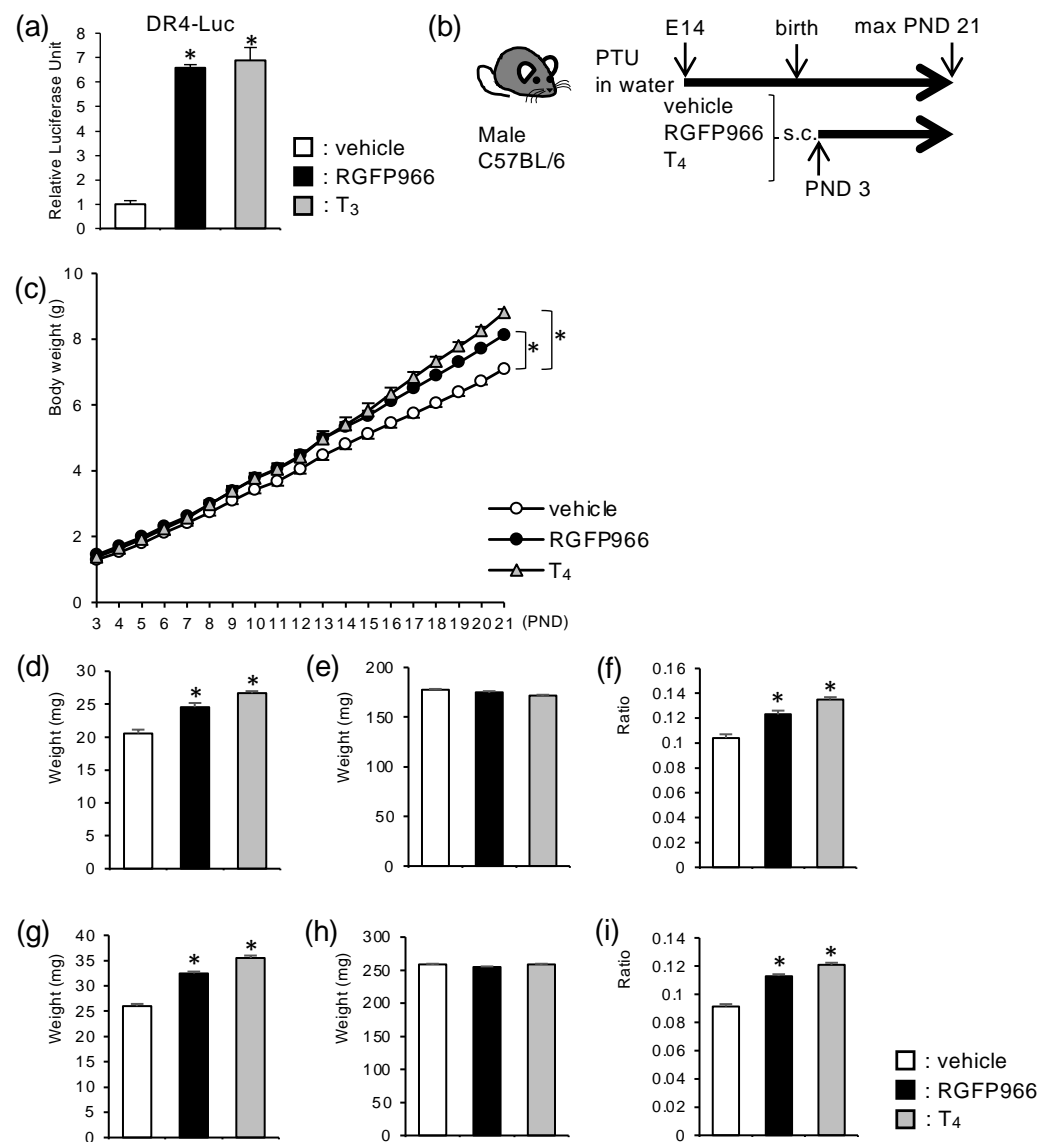 (a)
DR4-Luc
Relative Luciferase Unit
8
7
6
5
4
3
2
1
0
*
*
: vehicle
: RGFP966
: T3
(b)
E14
birth
max PND 21
PTU
in water
Male
C57BL/6
vehicle
RGFP966
T4
s.c.
PND 3
(c)
Body weight (g)
10
8
6
4
2
0
3 4 5 6 7 8 9 10 11 12 13 14 15 16 17 18 19 20 21 (PND)
*
*
vehicle
RGFP966
T4
(d)
Weight (mg)
30
25
20
15
10
5
0
*
*
(e)
Weight (mg)
200
150
100
50
0
(f)
Ratio
0.16
0.14
0.12
0.1
0.08
0.06
0.04
0.02
0
*
*
(g)
Weight (mg)
40
35
30
25
20
15
10
5
0
*
*
(h)
Weight (mg)
300
250
200
150
100
50
0
(i)
Ratio
0.14
0.12
0.1
0.08
0.06
0.04
0.02
0
*
*
: vehicle
: RGFP966
: T4